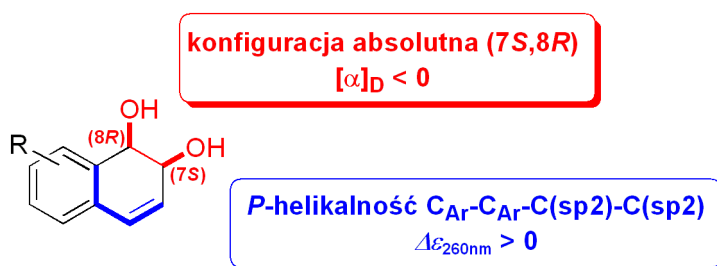 konfiguracja absolutna (7S,8R)
[α]D < 0
OH
(8R)
R
OH
(7S)
P-helikalność CAr-CAr-C(sp2)-C(sp2)
Δε260nm > 0